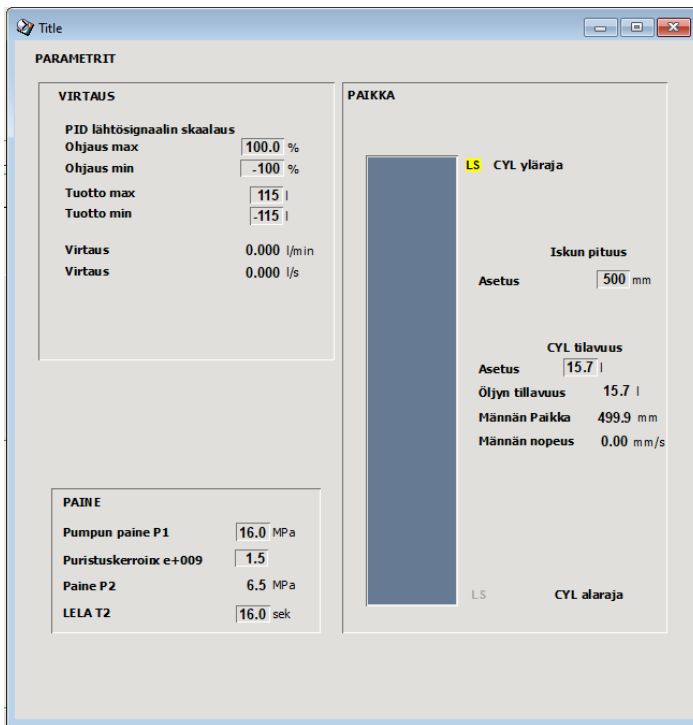 Title
PARAMETRIT
VIRTAUS
PID lähtösignaalin skaalaus
Ohjaus max 100.0 %
Ohjaus min -100 %
Tuotto max 115 l
Tuotto min -115 l
Virtaus 0.000 l/min
Virtaus 0.000 l/s
PAINE
Pumpun paine P1 16.0 MPa
Puristuskerroinx e+009 1.5
Paine P2 6.5 MPa
LELA T2 16.0 sek
PAIKKA
LS CYL yläraja
Iskun pituus
Asetus 500 mm
CYL tilavuus
Asetus 15.7 l
Öljyn tillavuus 15.7 l
Männän Paikka 499.9 mm
Männän nopeus 0.00 mm/s
LS CYL alaraja